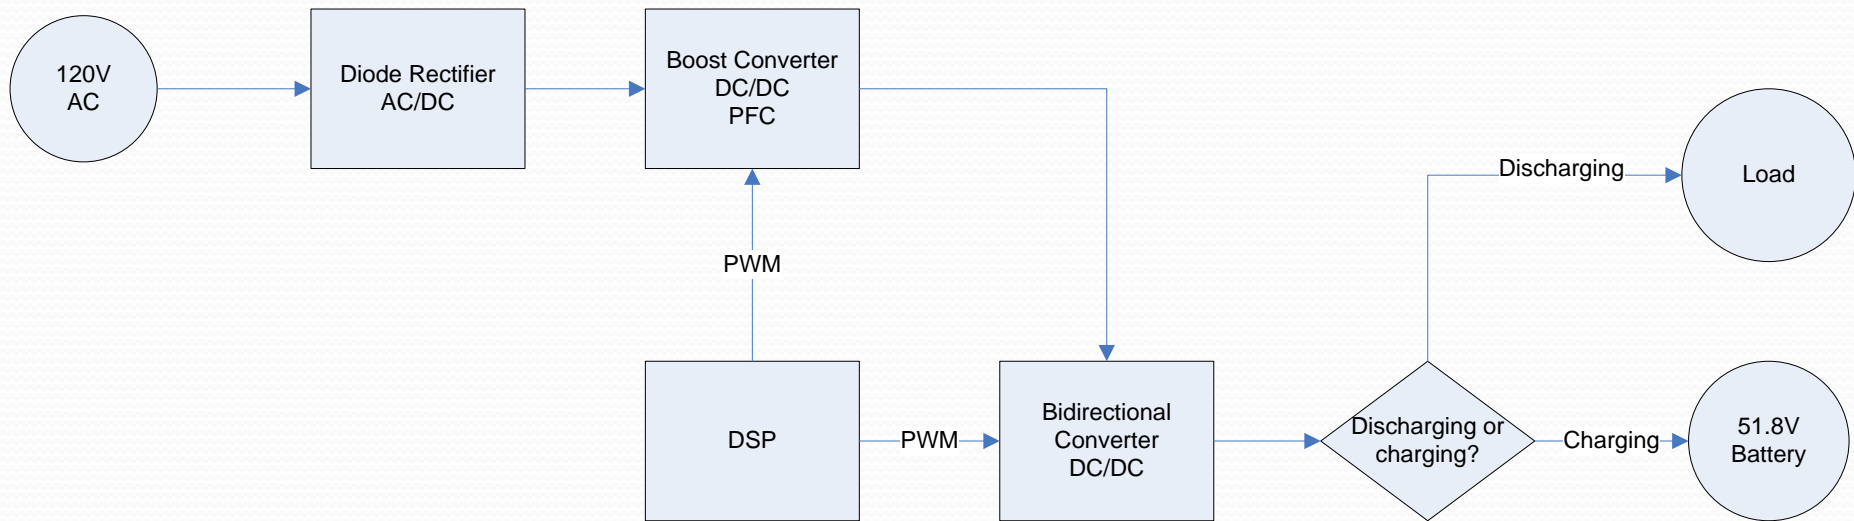 120V
AC
Diode Rectifier
AC/DC
Boost Converter
DC/DC
PFC
Discharging
Load
PWM
DSP
PWM
Bidirectional
Converter
DC/DC
Discharging or
charging?
Charging
51.8V
Battery